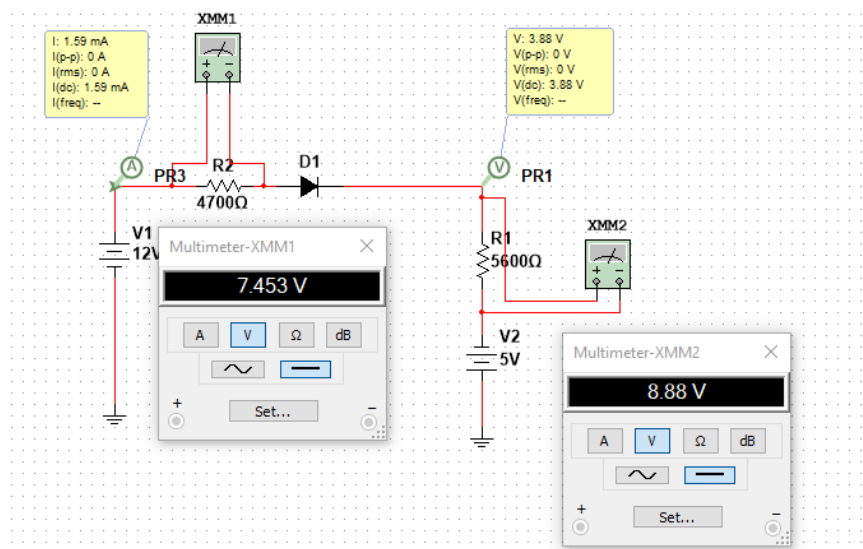 XMM1
I: 1.59 mA
I(p-p): 0 A
I(rms): 0 A
I(dc): 1.59 mA
I(freq): --
V: 3.88 V
V(p-p): 0 V
V(rms): 0 V
V(dc): 3.88 V
V(freq): --
+ −
A
PR3
R2
4700Ω
D1
V
PR1
V1
12V
R1
5600Ω
XMM2
+ −
V2
5V
Multimeter-XMM1
7.453 V
A V Ω dB
+ −
Set...
Multimeter-XMM2
8.88 V
A V Ω dB
+ −
Set...